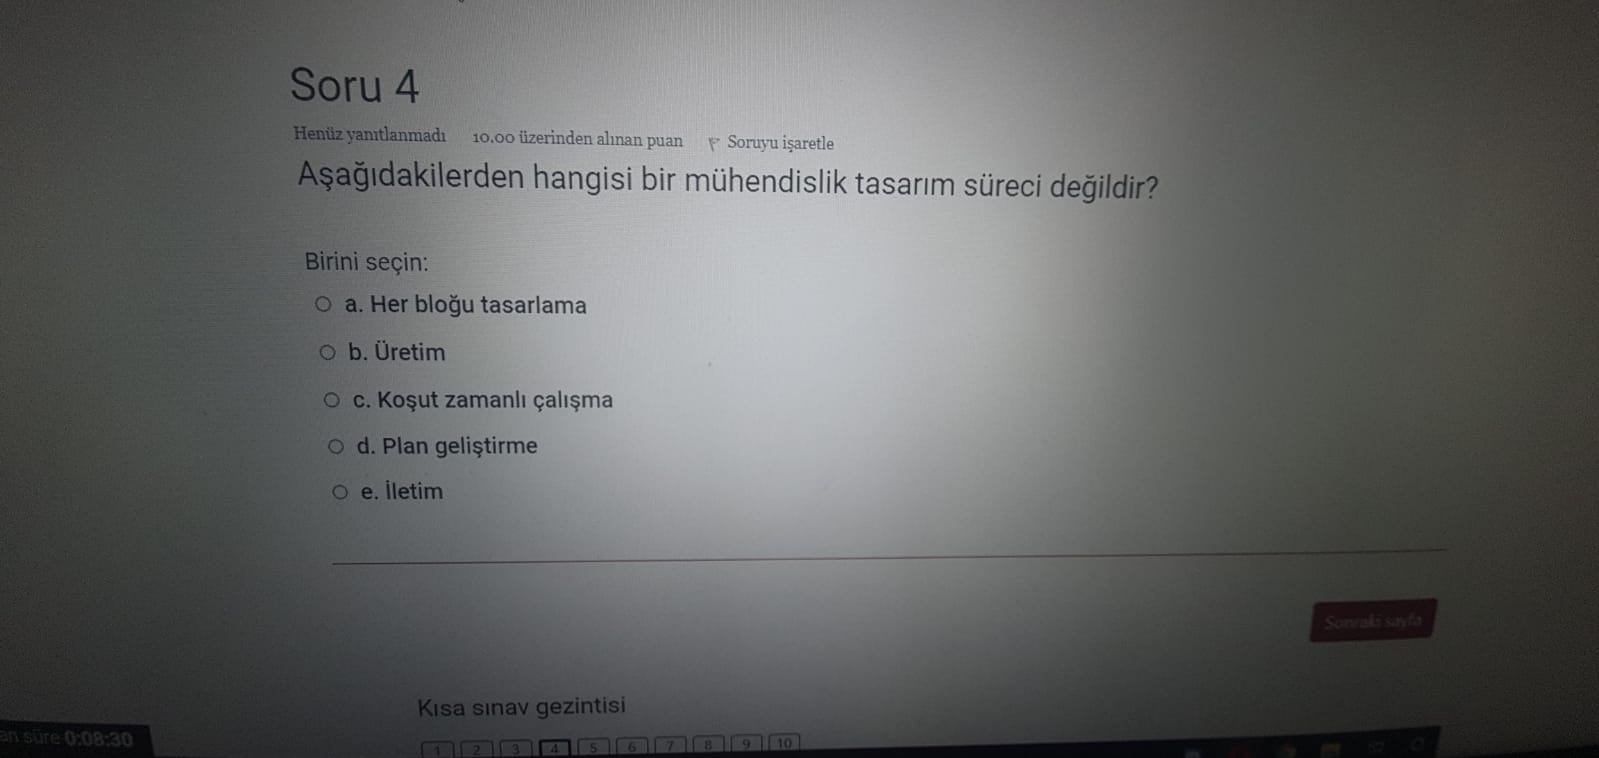 Soru 4
Henüz yanıtlanmadı 10.00 üzerinden alınan puan Soruyu işaretle
Aşağıdakilerden hangisi bir mühendislik tasarım süreci değildir?
Birini seçin:
a. Her bloğu tasarlama
b. Üretim
c. Koşut zamanlı çalışma
d. Plan geliştirme
e. İletim
Sonraki sayfa
Kısa sınav gezintisi
an süre 0:08:30
1 2 3 4 5 6 7 8 9 10